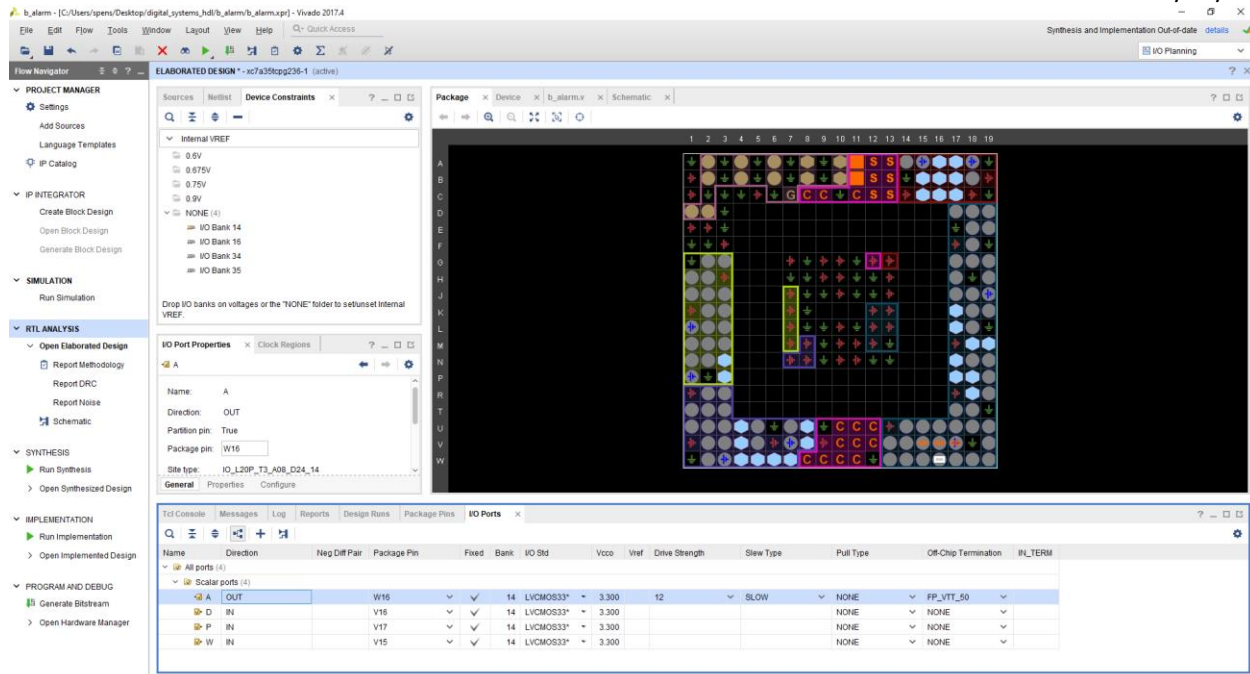 b_alarm - [C:/Users/spens/Desktop/digital_systems_hdl/b_alarm/b_alarm.xpr] - Vivado 2017.4
File Edit Flow Tools Window Layout View Help Q- Quick Access
Synthesis and Implementation Out-of-date details
I/O Planning
Flow Navigator
ELABORATED DESIGN * - xc7a35tcpg236-1 (active)
PROJECT MANAGER
Settings
Add Sources
Language Templates
IP Catalog
IP INTEGRATOR
Create Block Design
Open Block Design
Generate Block Design
SIMULATION
Run Simulation
RTL ANALYSIS
Open Elaborated Design
Report Methodology
Report DRC
Report Noise
Schematic
SYNTHESIS
Run Synthesis
Open Synthesized Design
IMPLEMENTATION
Run Implementation
Open Implemented Design
PROGRAM AND DEBUG
Generate Bitstream
Open Hardware Manager
Sources Netlist Device Constraints
Internal VREF
0.6V
0.675V
0.75V
0.9V
NONE (4)
I/O Bank 14
I/O Bank 16
I/O Bank 34
I/O Bank 35
Drop I/O banks on voltages or the "NONE" folder to set/unset Internal
VREF.
I/O Port Properties Clock Regions
A
Name: A
Direction: OUT
Partition pin: True
Package pin: W16
Site type: IO_L20P_T3_A08_D24_14
General Properties Configure
Package Device b_alarm.v Schematic
1 2 3 4 5 6 7 8 9 10 11 12 13 14 15 16 17 18 19
A S S
B S S
C G C C C S S
D
E
F
G
H
J
K
L
M
N
P
R
T
U C C C
V C C C
W C C C C
Tcl Console Messages Log Reports Design Runs Package Pins I/O Ports
Name Direction Neg Diff Pair Package Pin Fixed Bank I/O Std Vcco Vref Drive Strength Slew Type Pull Type Off-Chip Termination IN_TERM
All ports (4)
Scalar ports (4)
A OUT W16 14 LVCMOS33* 3.300 12 SLOW NONE FP_VTT_50
D IN V16 14 LVCMOS33* 3.300 NONE NONE
P IN V17 14 LVCMOS33* 3.300 NONE NONE
W IN V15 14 LVCMOS33* 3.300 NONE NONE